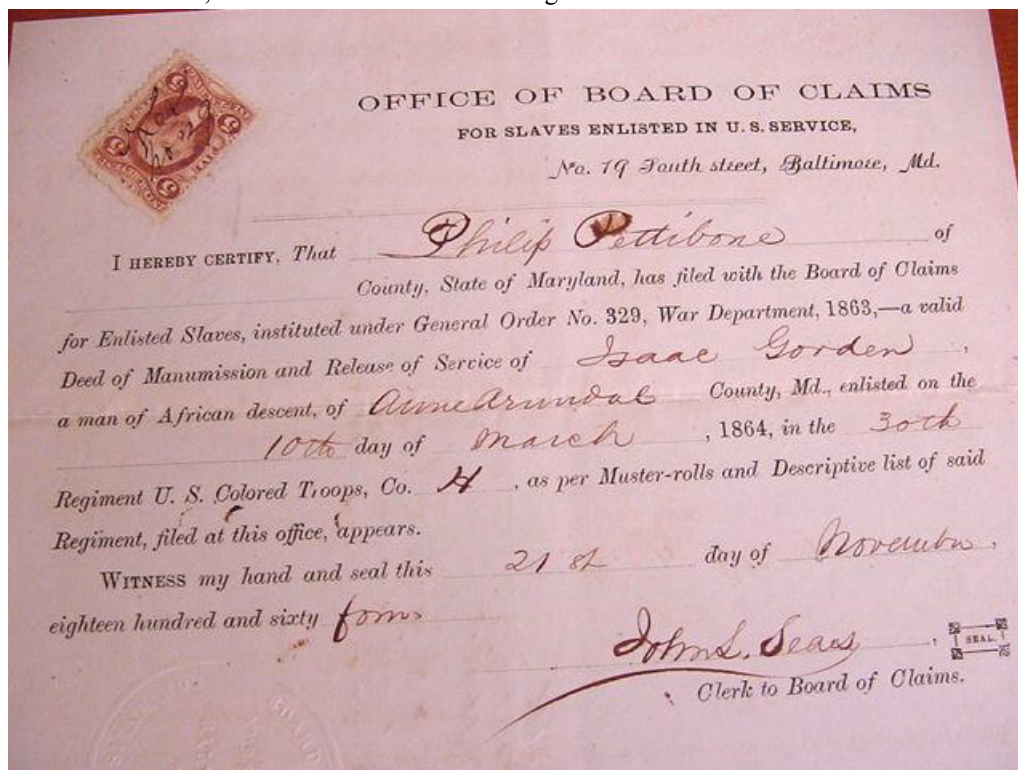 OFFICE OF BOARD OF CLAIMS
FOR SLAVES ENLISTED IN U. S. SERVICE,
No. 19 South street, Baltimore, Md.
I HEREBY CERTIFY, That Philip Pettibone of
County, State of Maryland, has filed with the Board of Claims
for Enlisted Slaves, instituted under General Order No. 329, War Department, 1863,—a valid
Deed of Manumission and Release of Service of Isaac Gorden,
a man of African descent, of Anne Arundal County, Md., enlisted on the
10th day of March, 1864, in the 30th
Regiment U. S. Colored Troops, Co. H, as per Muster-rolls and Descriptive list of said
Regiment, filed at this office, appears.
WITNESS my hand and seal this 21st day of November,
eighteen hundred and sixty four
John S. Sears, SEAL.
Clerk to Board of Claims.